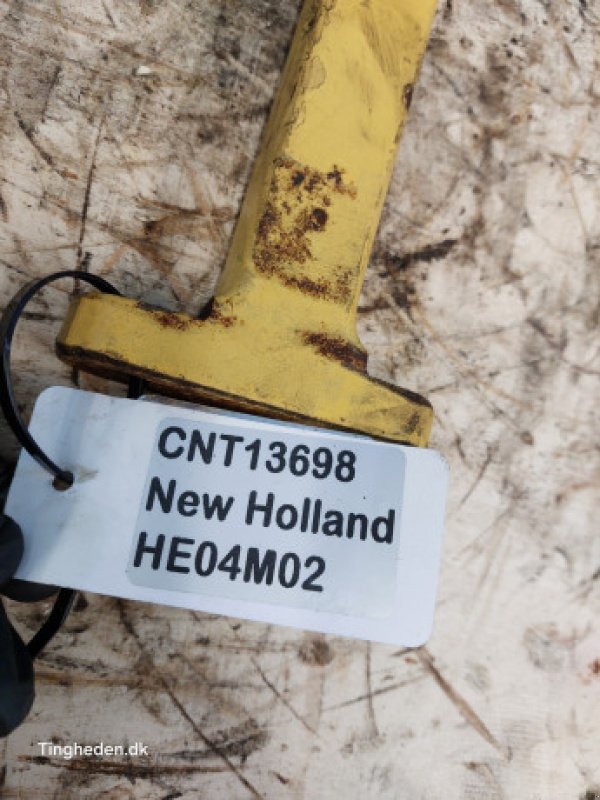 CNT13698
New Holland
HE04M02
Tingheden.dk